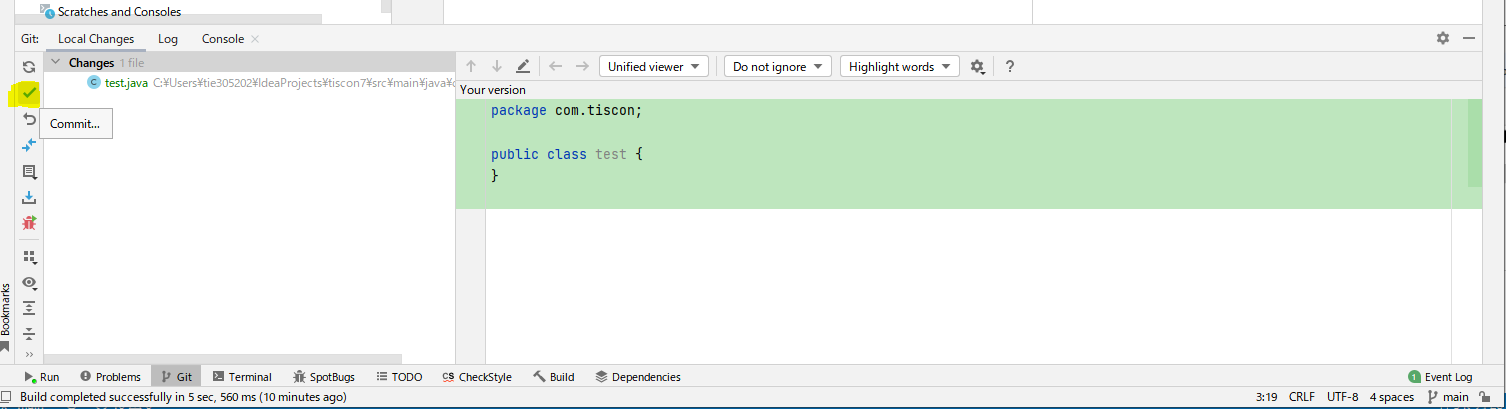 Scratches and Consoles
Git: Local Changes Log Console
Changes 1 file
test.java C:¥Users¥tie305202¥IdeaProjects¥tiscon7¥src¥main¥java¥
Commit...
Unified viewer Do not ignore Highlight words ?
Your version
package com.tiscon;
public class test {
}
Bookmarks
Run Problems Git Terminal SpotBugs TODO CS CheckStyle Build Dependencies 1 Event Log
Build completed successfully in 5 sec, 560 ms (10 minutes ago) 3:19 CRLF UTF-8 4 spaces main